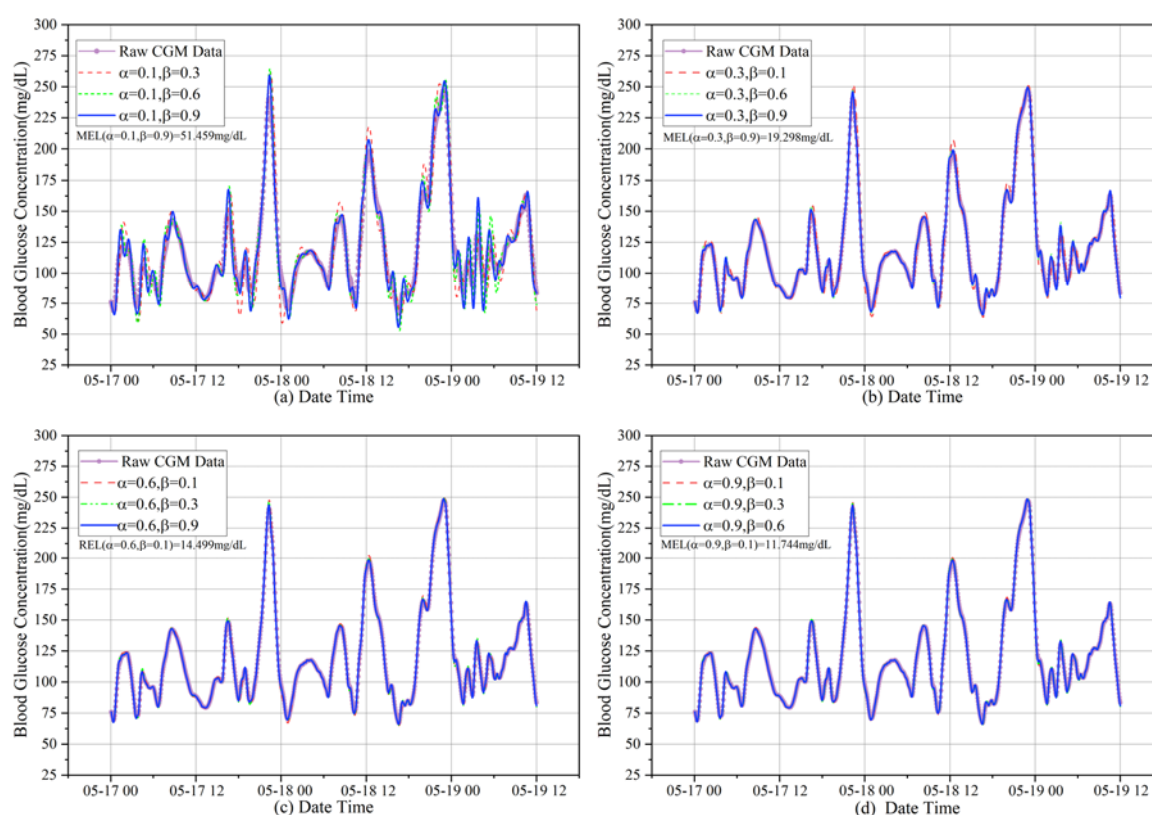 300
275
250
225
200
175
150
125
100
75
50
25
Blood Glucose Concentration(mg/dL)
Raw CGM Data
α=0.1,β=0.3
α=0.1,β=0.6
α=0.1,β=0.9
MEL(α=0.1,β=0.9)=51.459mg/dL
05-17 00 05-17 12 05-18 00 05-18 12 05-19 00 05-19 12
(a) Date Time
300
275
250
225
200
175
150
125
100
75
50
25
Blood Glucose Concentration(mg/dL)
Raw CGM Data
α=0.3,β=0.1
α=0.3,β=0.6
α=0.3,β=0.9
MEL(α=0.3,β=0.9)=19.298mg/dL
05-17 00 05-17 12 05-18 00 05-18 12 05-19 00 05-19 12
(b) Date Time
300
275
250
225
200
175
150
125
100
75
50
25
Blood Glucose Concentration(mg/dL)
Raw CGM Data
α=0.6,β=0.1
α=0.6,β=0.3
α=0.6,β=0.9
REL(α=0.6,β=0.1)=14.499mg/dL
05-17 00 05-17 12 05-18 00 05-18 12 05-19 00 05-19 12
(c) Date Time
300
275
250
225
200
175
150
125
100
75
50
25
Blood Glucose Concentration(mg/dL)
Raw CGM Data
α=0.9,β=0.1
α=0.9,β=0.3
α=0.9,β=0.6
MEL(α=0.9,β=0.1)=11.744mg/dL
05-17 00 05-17 12 05-18 00 05-18 12 05-19 00 05-19 12
(d) Date Time